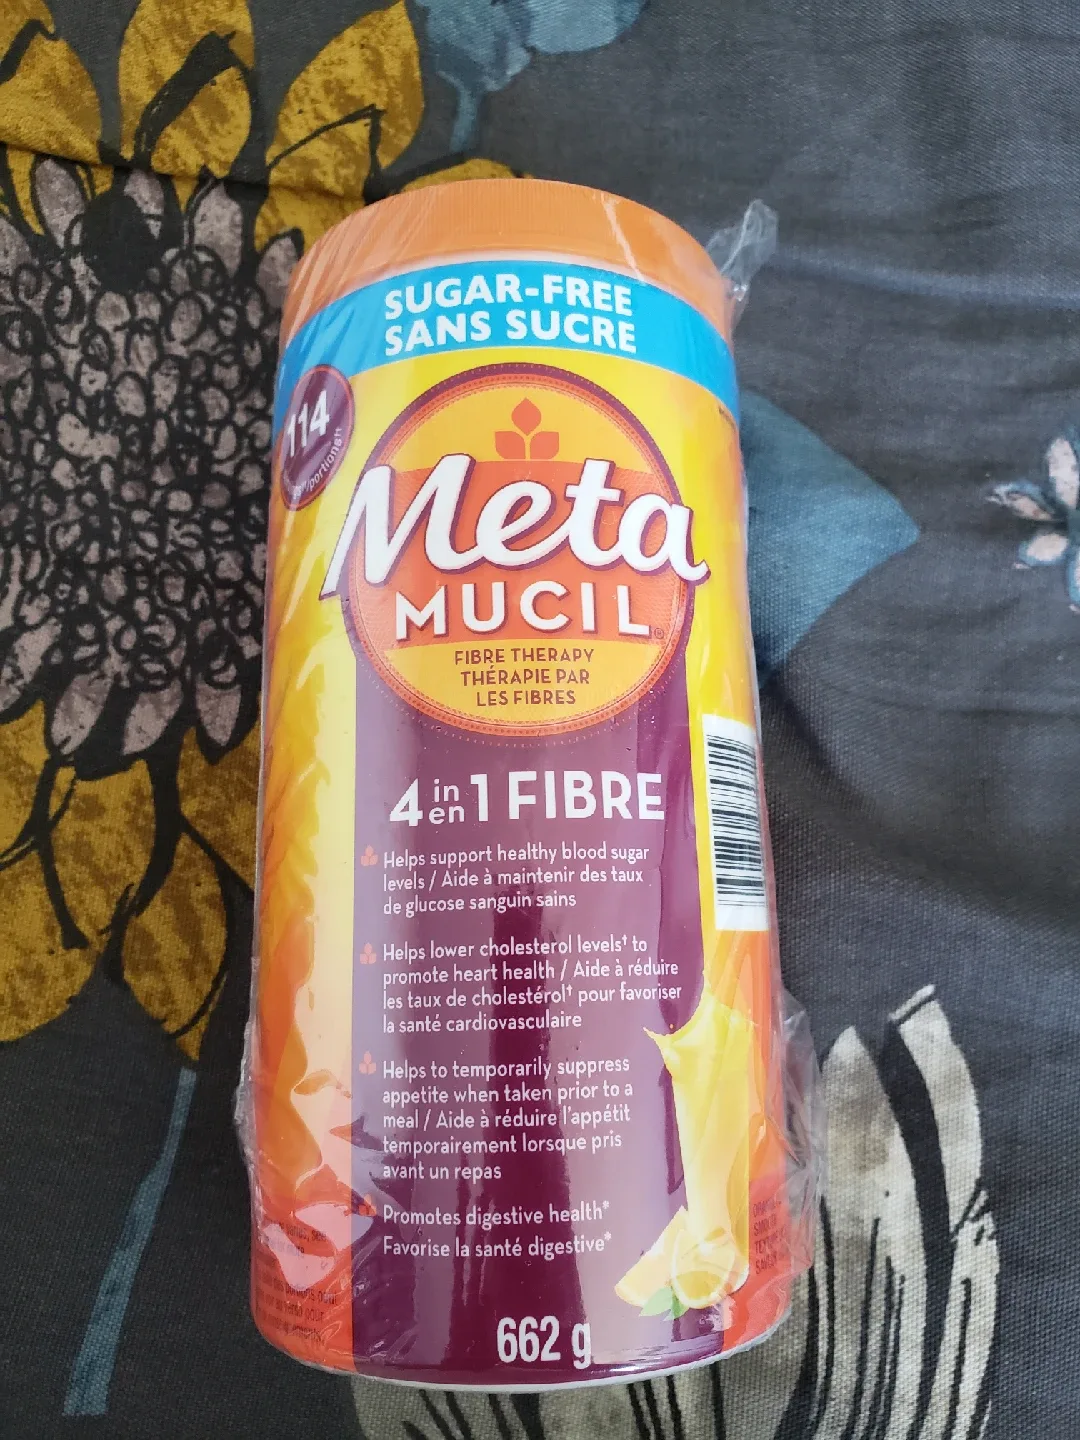 SUGAR-FREE
SANS SUCRE
114
/portions††
Meta
MUCIL
FIBRE THERAPY
THÉRAPIE PAR
LES FIBRES
4 in en 1 FIBRE
Helps support healthy blood sugar
levels / Aide à maintenir des taux
de glucose sanguin sains
Helps lower cholesterol levels† to
promote heart health / Aide à réduire
les taux de cholestérol† pour favoriser
la santé cardiovasculaire
Helps to temporarily suppress
appetite when taken prior to a
meal / Aide à réduire l'appétit
temporairement lorsque pris
avant un repas
Promotes digestive health*
Favorise la santé digestive*
662 g